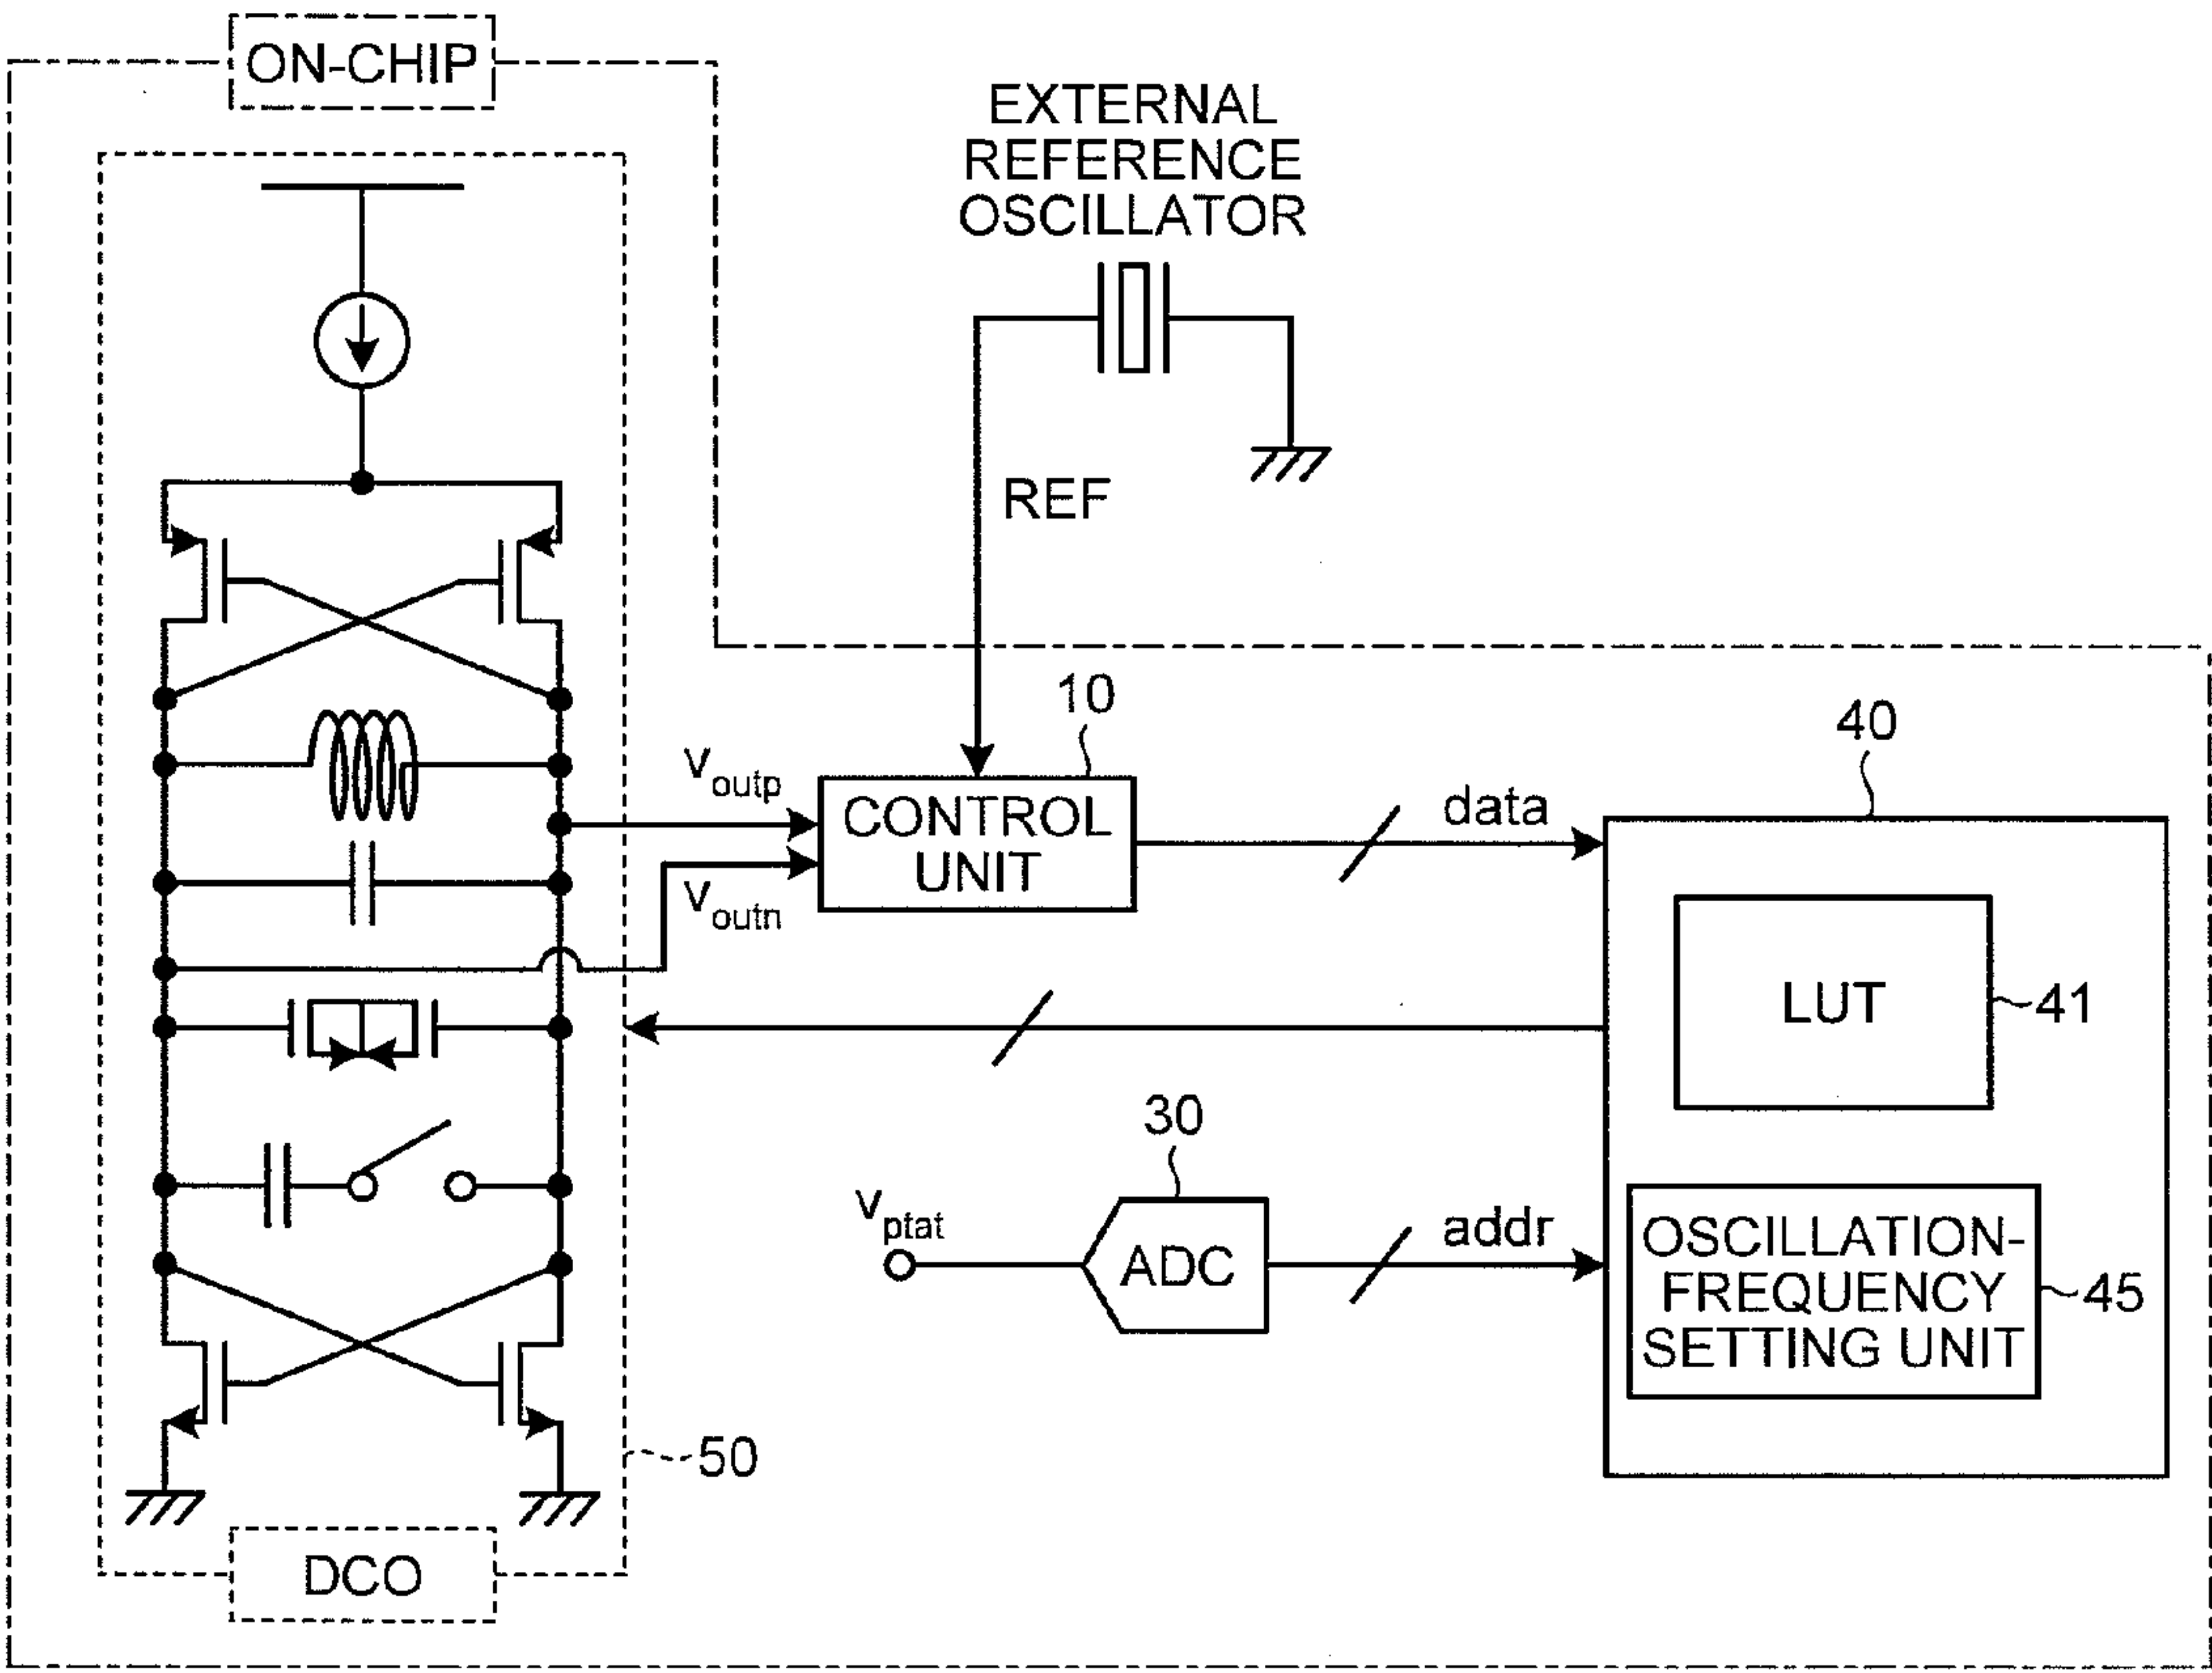 ON-CHIP
EXTERNAL
REFERENCE
OSCILLATOR
REF
10
40
Voutp
CONTROL
UNIT
data
Voutn
LUT
41
30
Vptat
ADC
addr
OSCILLATION-
FREQUENCY
SETTING UNIT
45
50
DCO